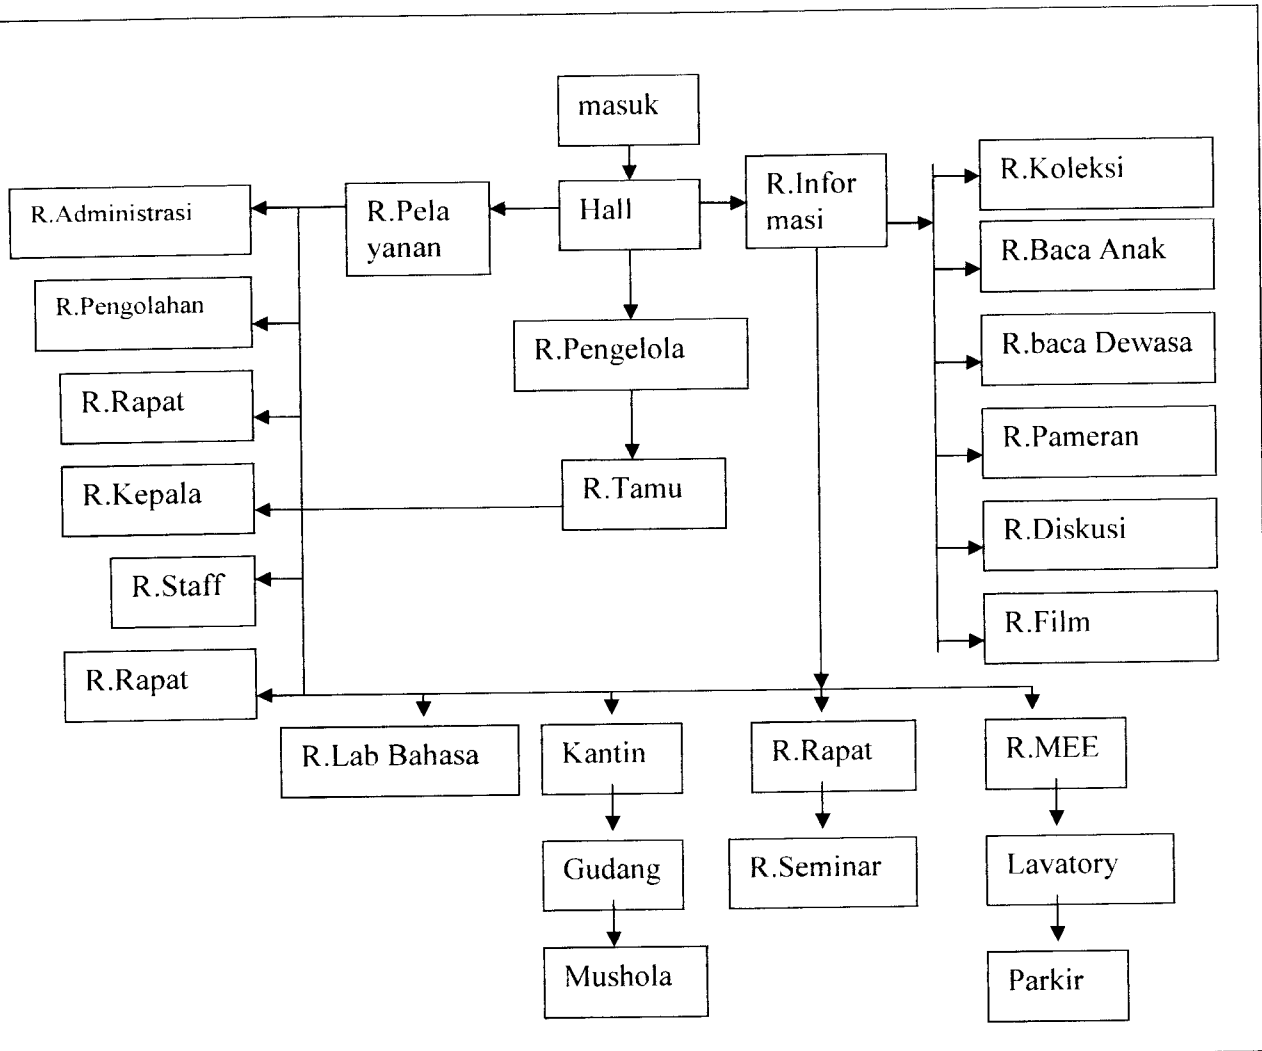 masuk
R.Administrasi
R.Pela
yanan
Hall
R.Infor
masi
R.Koleksi
R.Baca Anak
R.Pengolahan
R.Pengelola
R.baca Dewasa
R.Rapat
R.Pameran
R.Kepala
R.Tamu
R.Diskusi
R.Staff
R.Film
R.Rapat
R.Lab Bahasa
Kantin
R.Rapat
R.MEE
Gudang
R.Seminar
Lavatory
Mushola
Parkir